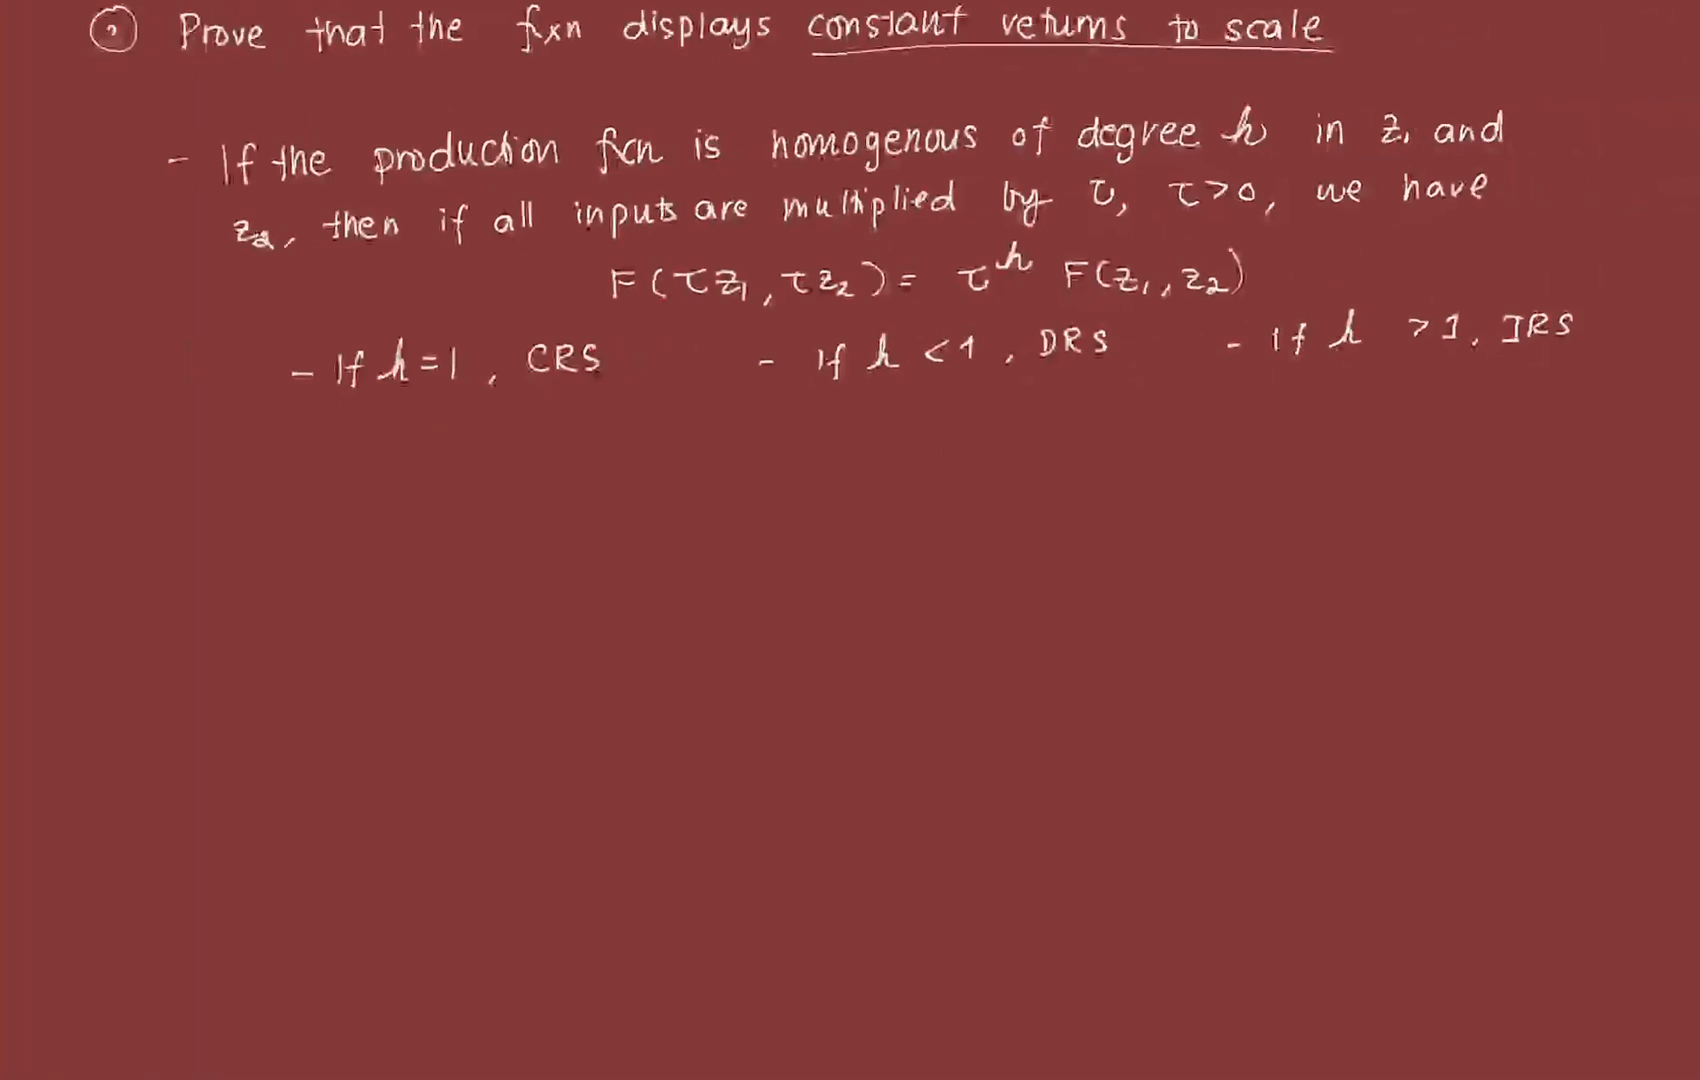 ② Prove that the fxn displays constant returns to scale
- If the production fxn is homogenous of degree h in z₁ and
z₂, then if all inputs are multiplied by τ, τ>0, we have
F(τz₁, τz₂) = τʰ F(z₁, z₂)
- If h=1, CRS - if h <1, DRS - if h >1, IRS